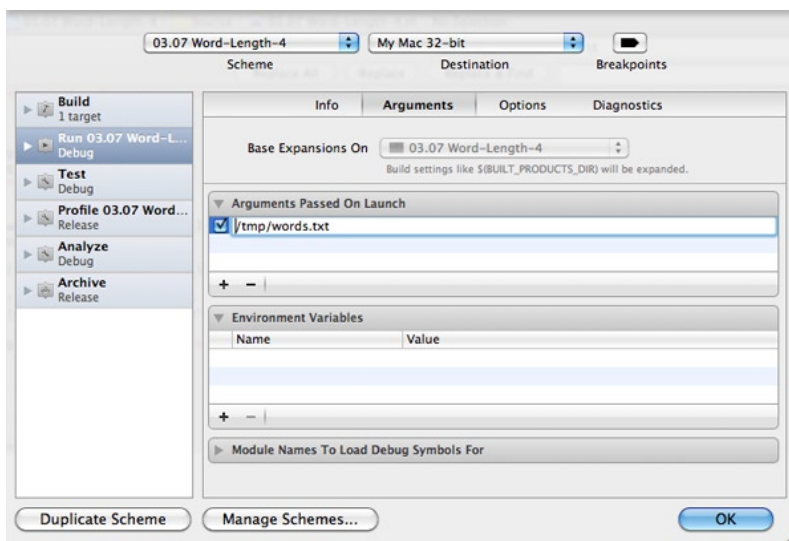 03.07 Word-Length-4
My Mac 32-bit
Scheme
Destination
Breakpoints
Build
1 target
Run 03.07 Word-L...
Debug
Test
Debug
Profile 03.07 Word...
Release
Analyze
Debug
Archive
Release
Info
Arguments
Options
Diagnostics
Base Expansions On
03.07 Word-Length-4
Build settings like $(BUILT_PRODUCTS_DIR) will be expanded.
Arguments Passed On Launch
/tmp/words.txt
+ −
Environment Variables
Name
Value
+ −
Module Names To Load Debug Symbols For
Duplicate Scheme
Manage Schemes...
OK